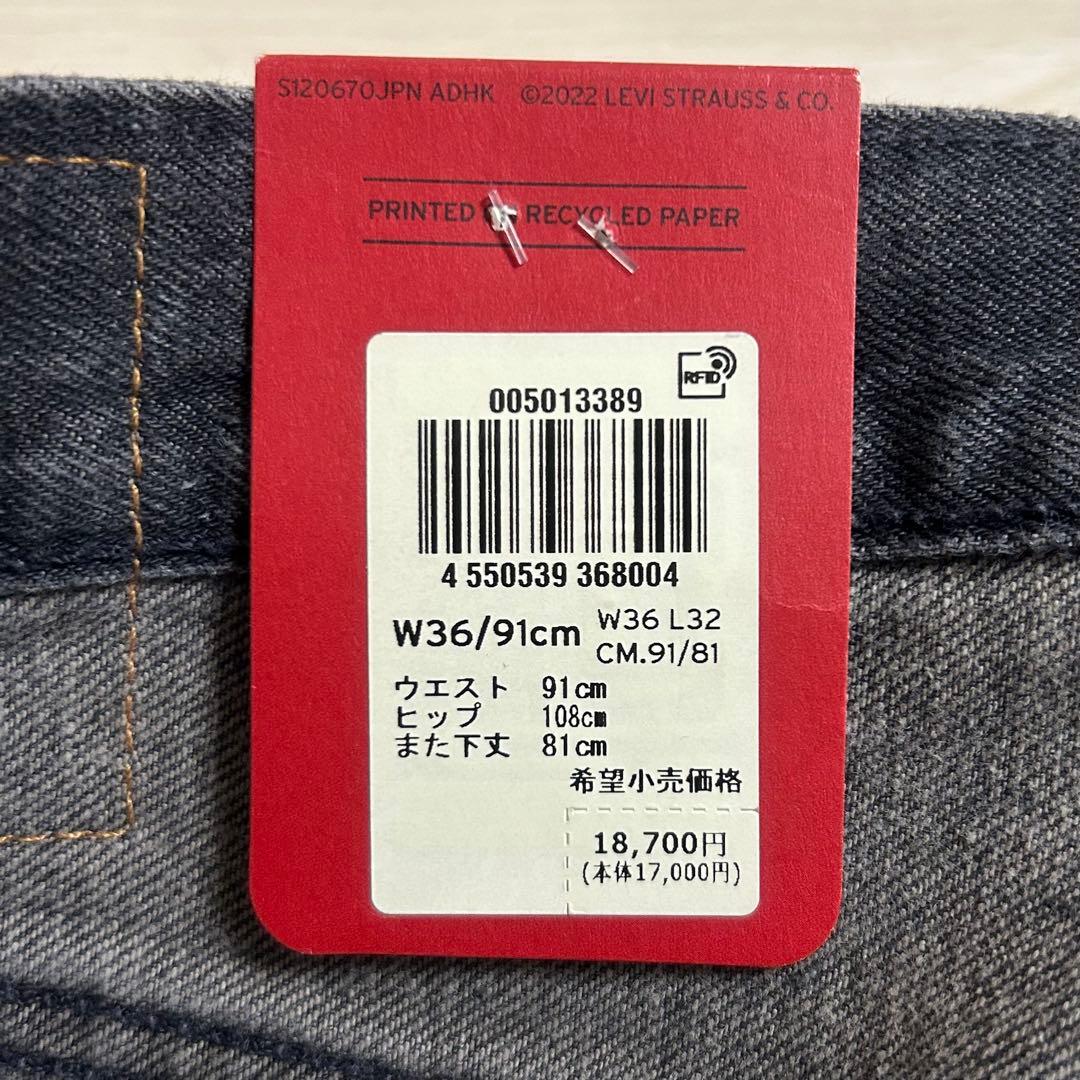 S120670JPN ADHK ©2022 LEVI STRAUSS & CO.
PRINTED RECYCLED PAPER
RFID
005013389
4 550539 368004
W36/91cm W36 L32
CM.91/81
ウエスト 91cm
ヒップ 108cm
また下丈 81cm
希望小売価格
18,700円
(本体17,000円)